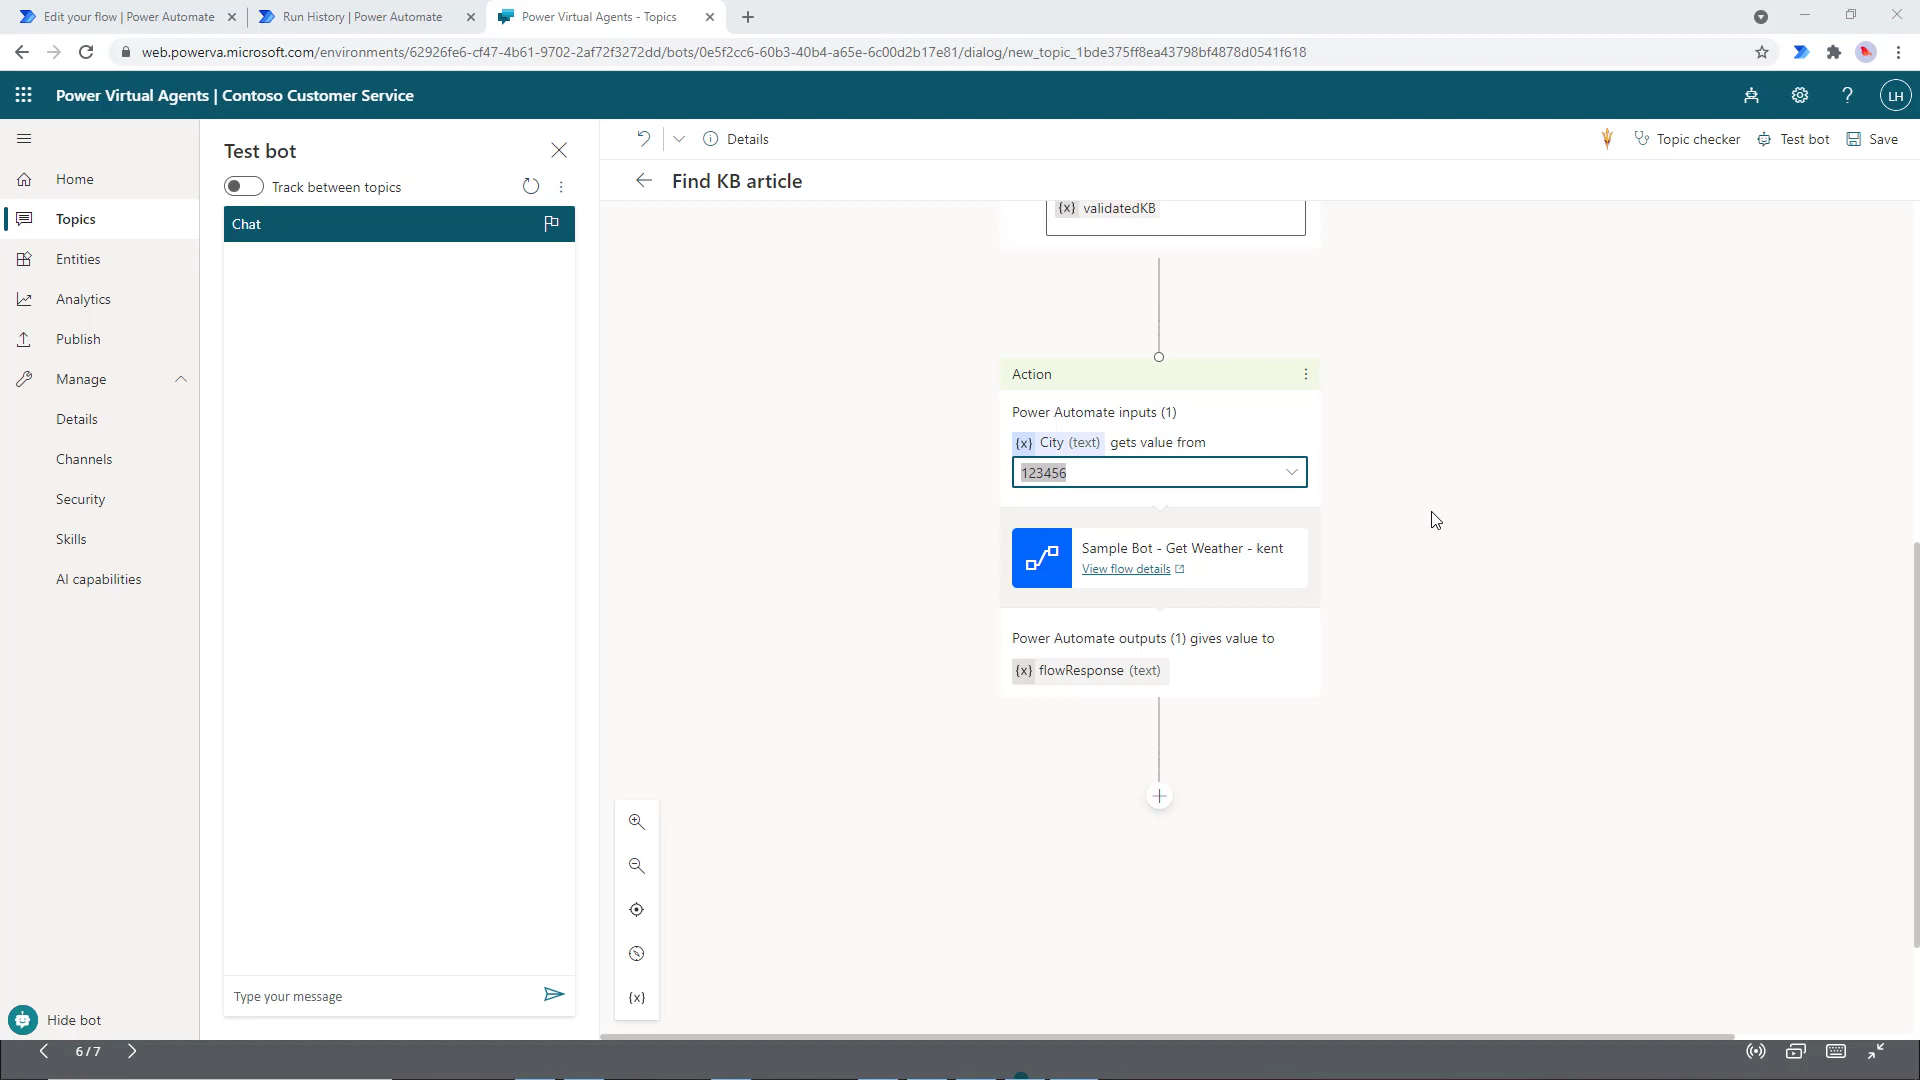 Edit your flow | Power Automate
Run History | Power Automate
Power Virtual Agents - Topics
web.powerva.microsoft.com/environments/62926fe6-cf47-4b61-9702-2af72f3272dd/bots/0e5f2cc6-60b3-40b4-a65e-6c00d2b17e81/dialog/new_topic_1bde375ff8ea43798bf4878d0541f618
Power Virtual Agents | Contoso Customer Service
LH
Home
Topics
Entities
Analytics
Publish
Manage
Details
Channels
Security
Skills
AI capabilities
Hide bot
Test bot
Track between topics
Chat
Type your message
Details
Topic checker
Test bot
Save
Find KB article
{x} validatedKB
Action
Power Automate inputs (1)
{x} City (text) gets value from
123456
Sample Bot - Get Weather - kent
View flow details
Power Automate outputs (1) gives value to
{x} flowResponse (text)
{x}
6/7